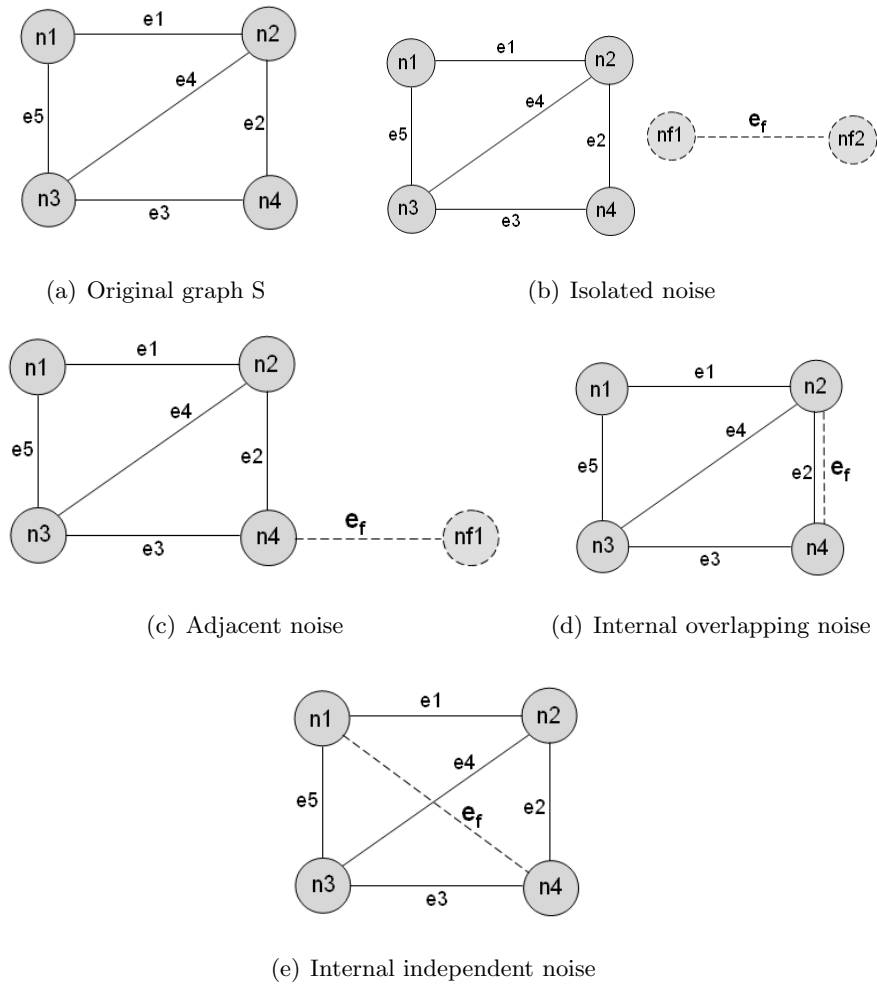 n1 e1 n2
e4
e5 e2
n3 e3 n4
(a) Original graph S
n1 e1 n2
e4
e5 e2
n3 e3 n4
nf1 ef nf2
(b) Isolated noise
n1 e1 n2
e4
e5 e2
n3 e3 n4 ef nf1
(c) Adjacent noise
n1 e1 n2
e4
e5 e2 ef
n3 e3 n4
(d) Internal overlapping noise
n1 e1 n2
e4
e5 ef e2
n3 e3 n4
(e) Internal independent noise